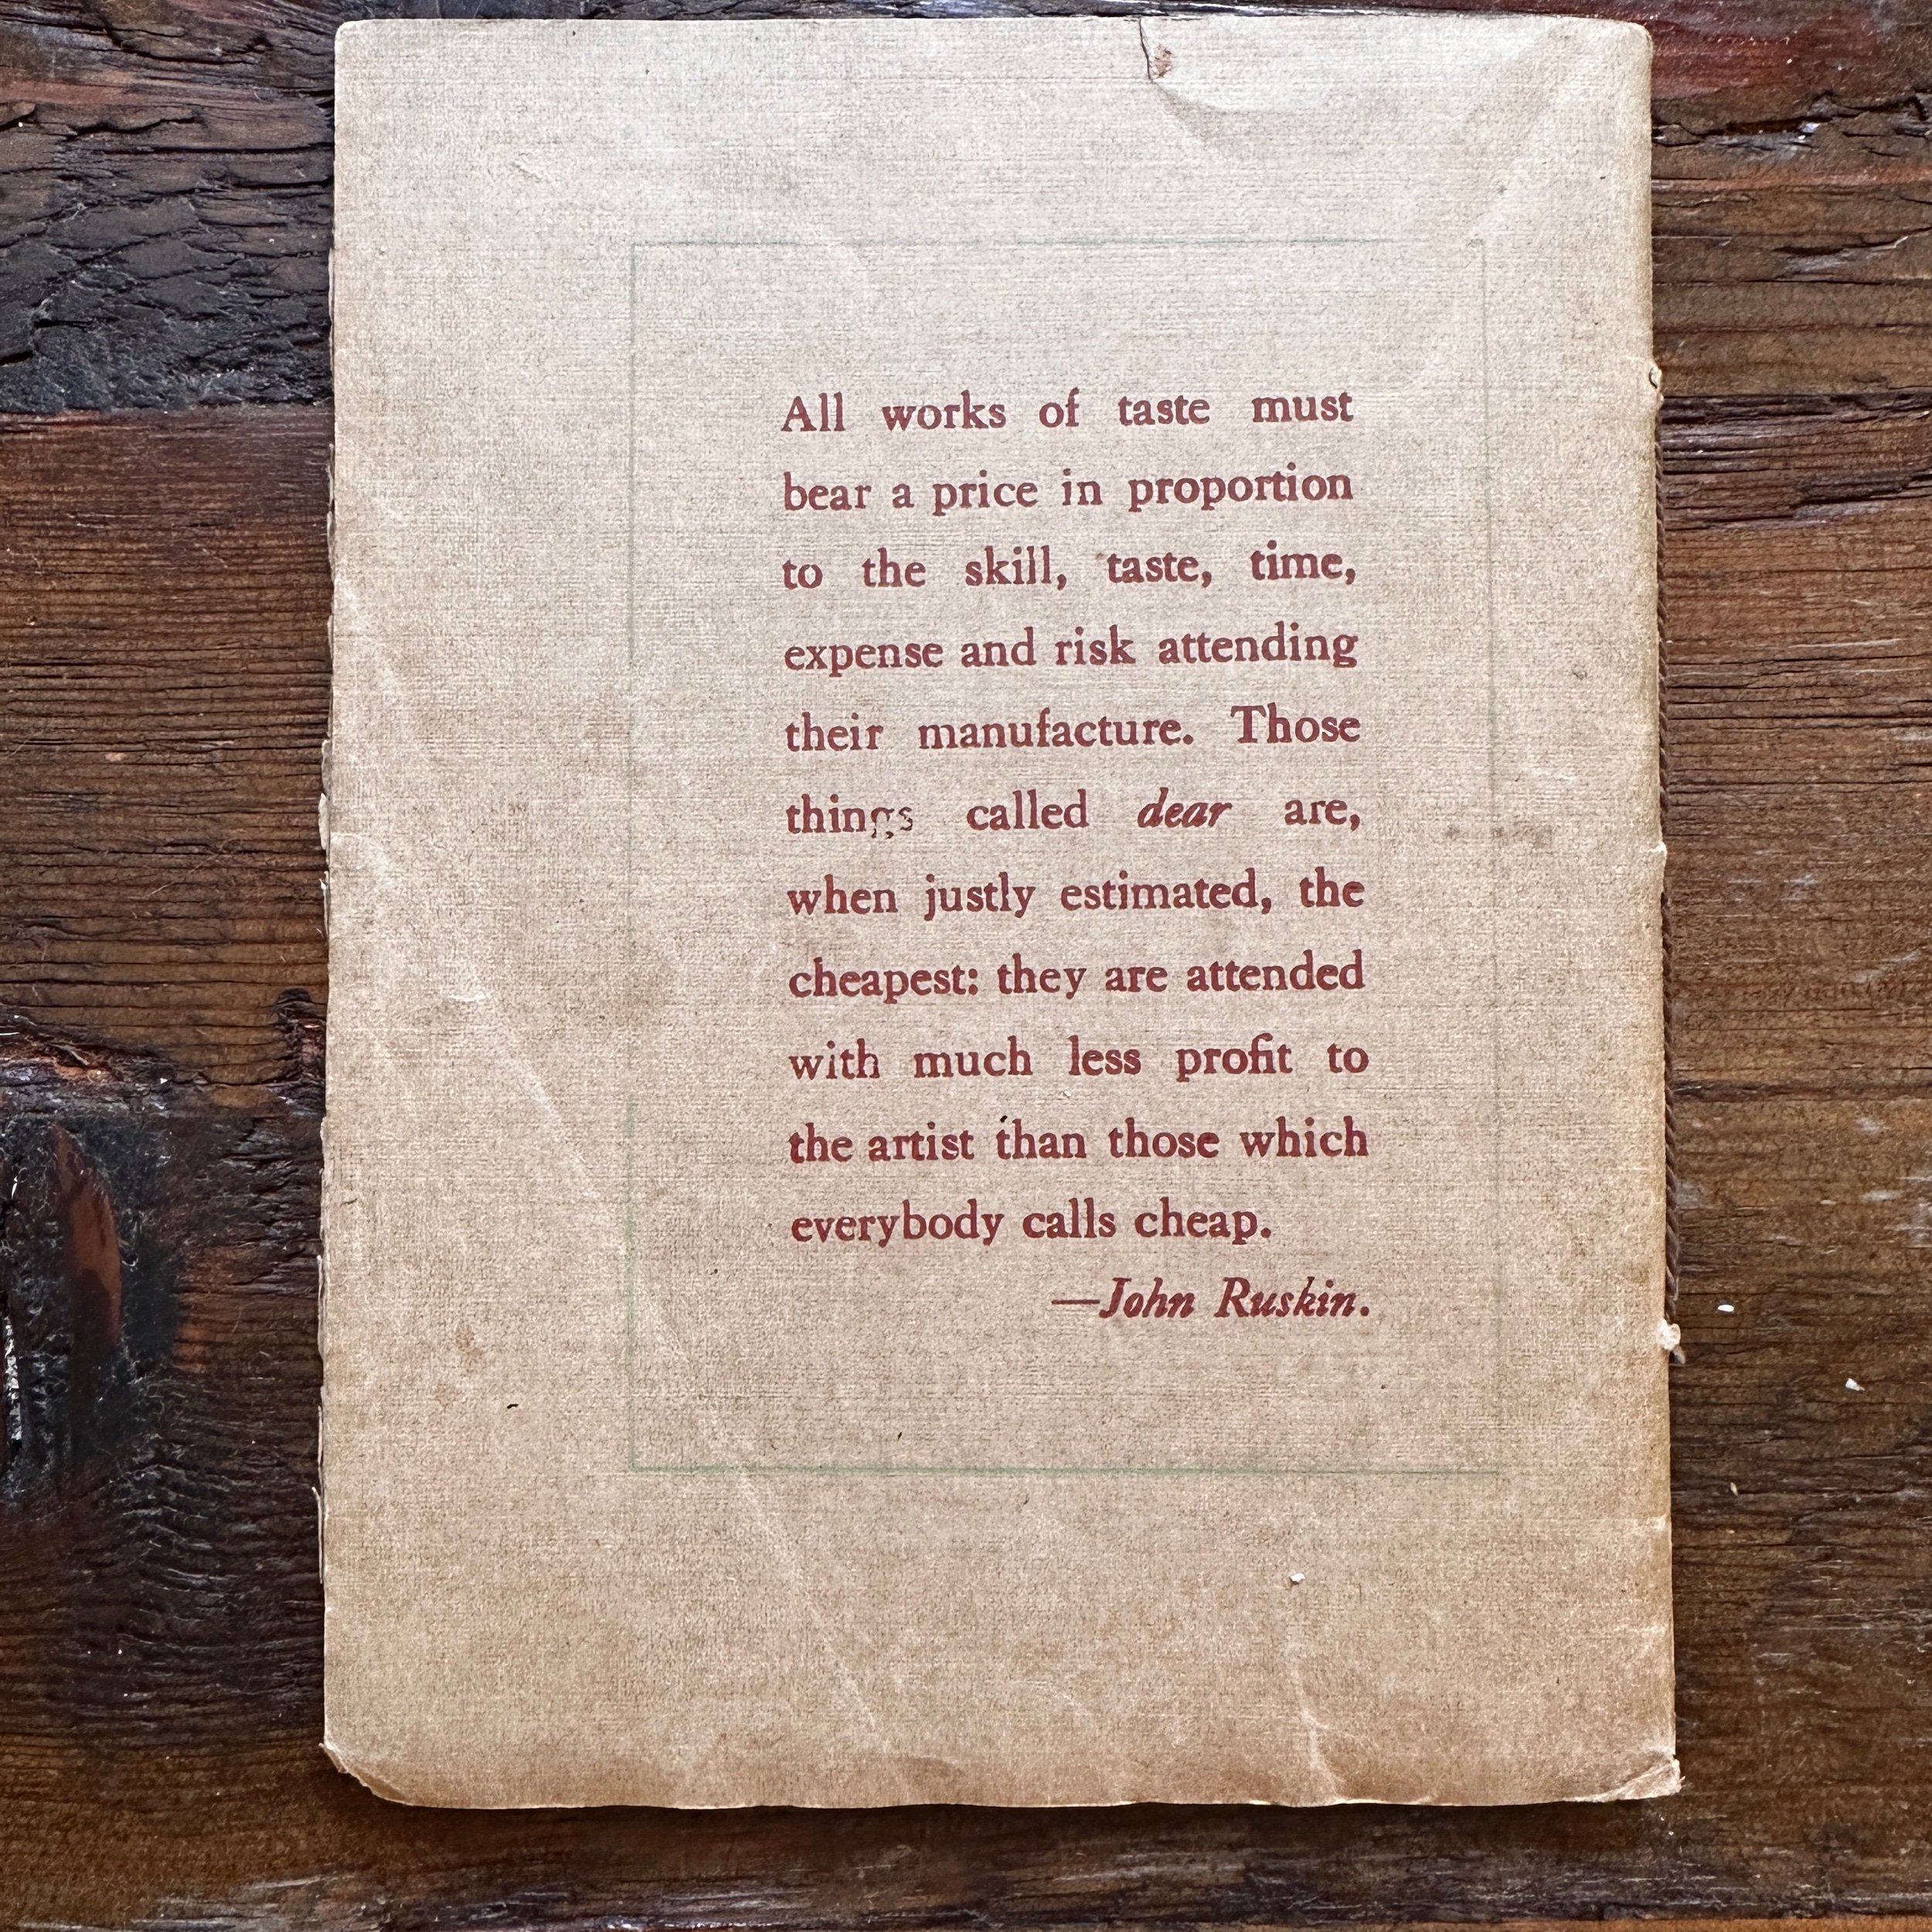 All works of taste must
bear a price in proportion
to the skill, taste, time,
expense and risk attending
their manufacture. Those
things called dear are,
when justly estimated, the
cheapest: they are attended
with much less profit to
the artist than those which
everybody calls cheap.
—John Ruskin.